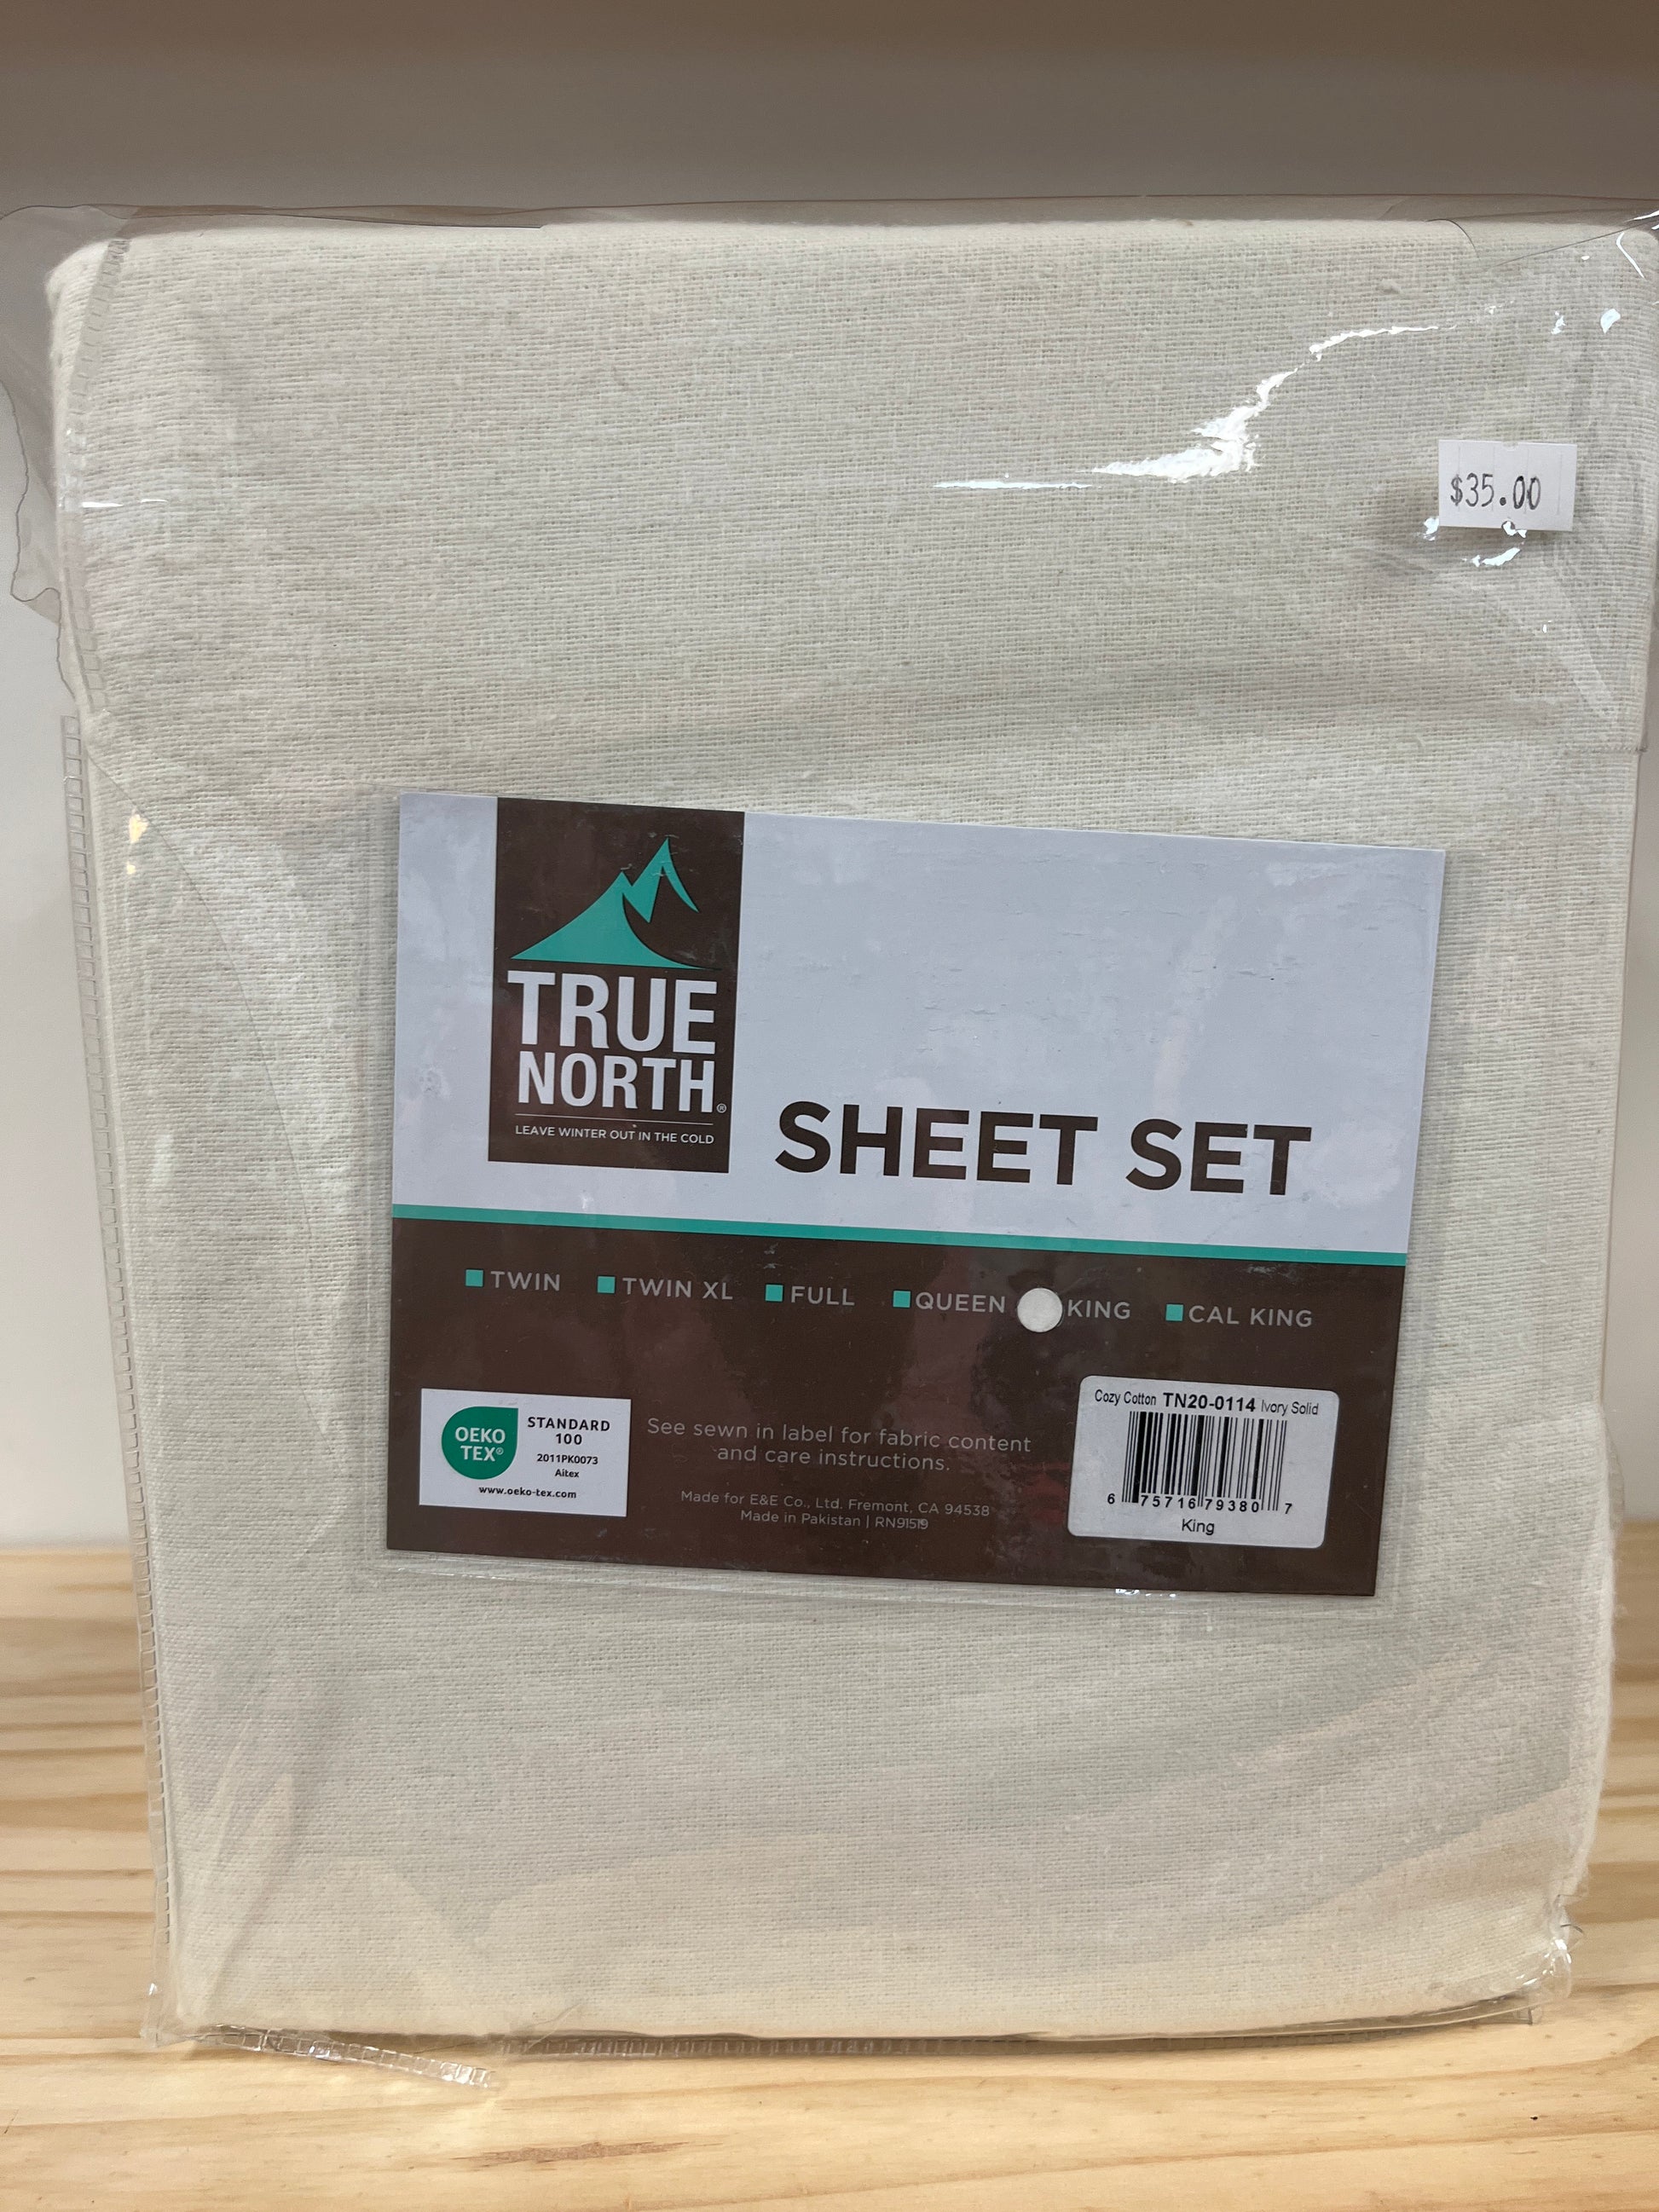 $35.00
TRUE
NORTH®
LEAVE WINTER OUT IN THE COLD
SHEET SET
TWIN TWIN XL FULL QUEEN KING CAL KING
OEKO
TEX®
STANDARD
100
2011PK0073
Aitex
www.oeko-tex.com
See sewn in label for fabric content
and care instructions.
Made for E&E Co., Ltd. Fremont, CA 94538
Made in Pakistan | RN91519
Cozy Cotton TN20-0114 Ivory Solid
6 75716 79380 7
King